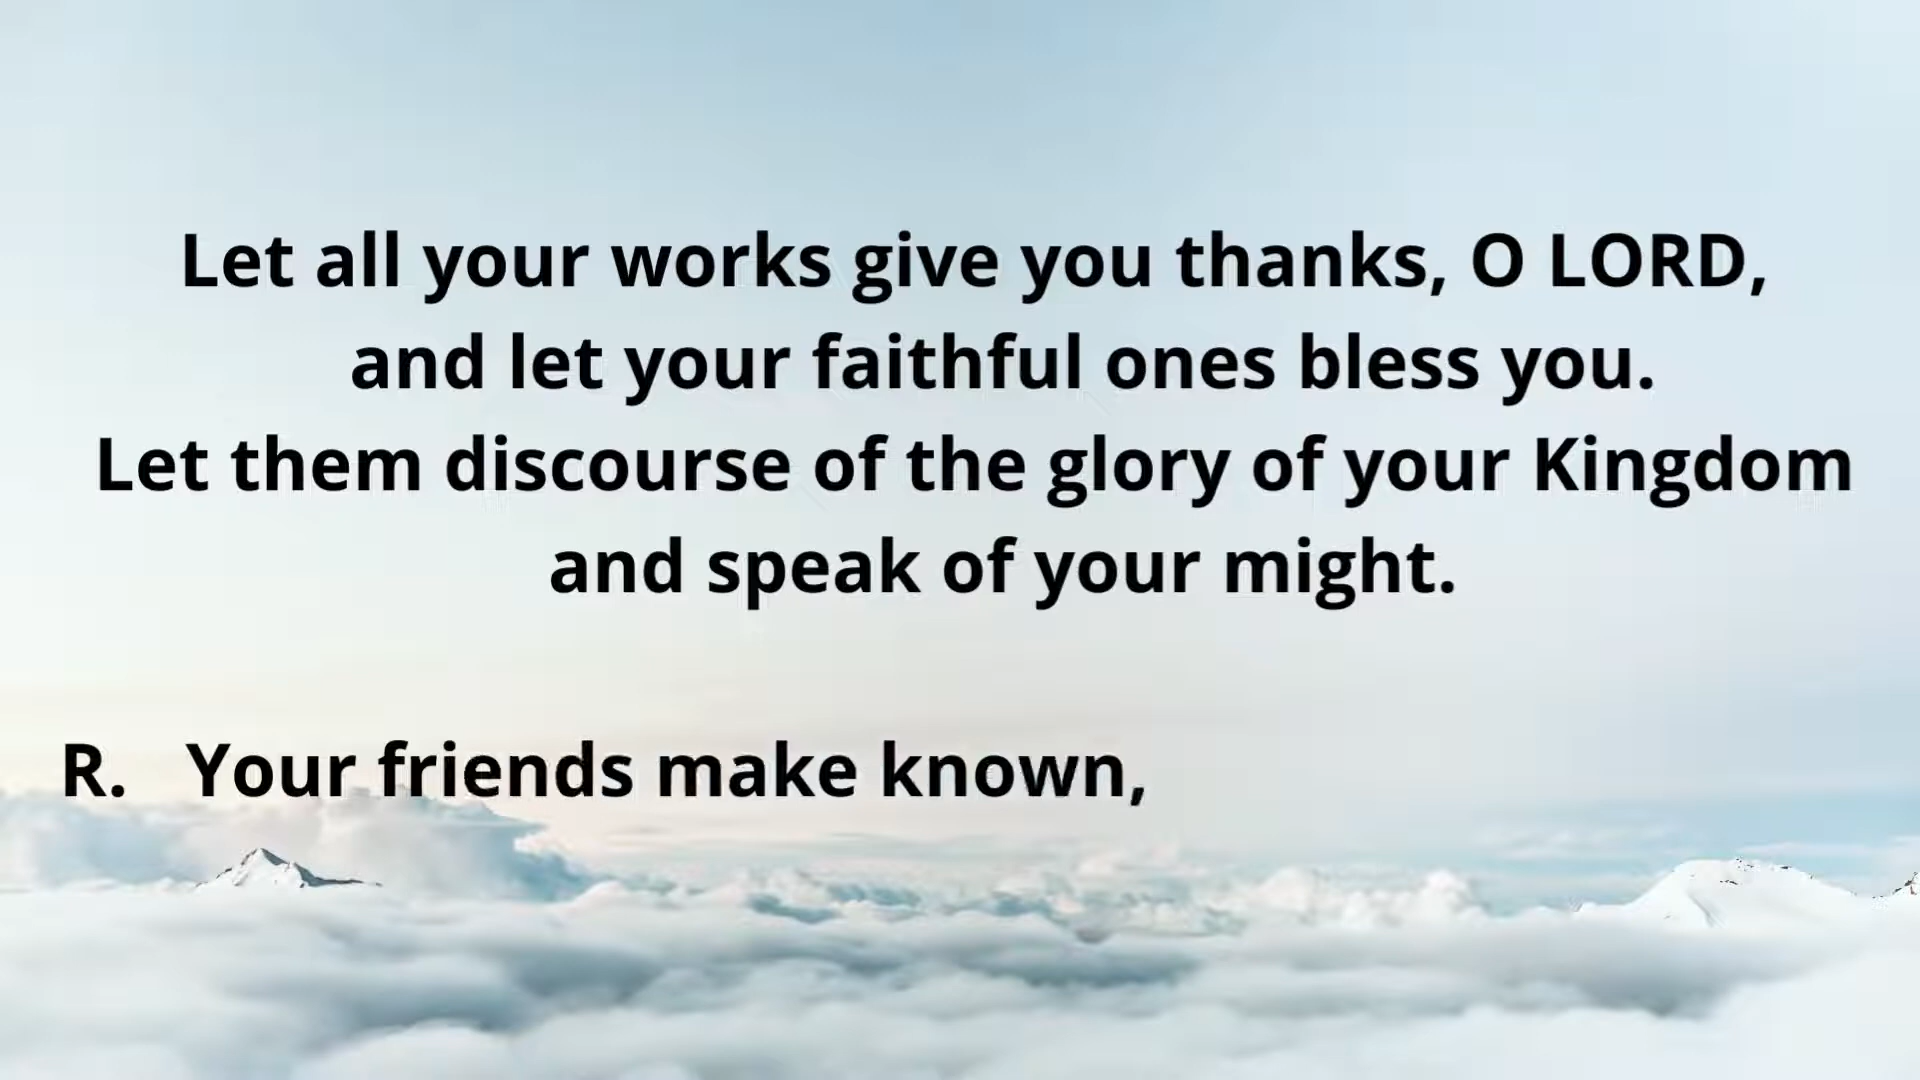 Let all your works give you thanks, O LORD,
and let your faithful ones bless you.
Let them discourse of the glory of your Kingdom
and speak of your might.
R. Your friends make known,